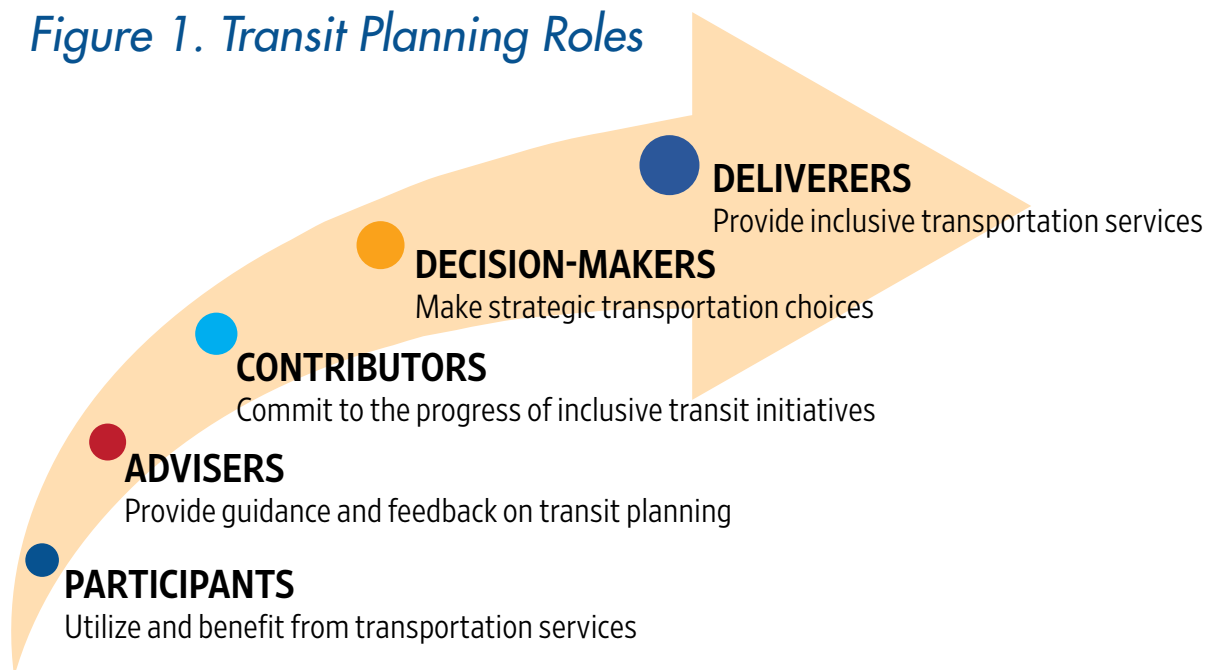 Figure 1. Transit Planning Roles
DELIVERERS
Provide inclusive transportation services
DECISION-MAKERS
Make strategic transportation choices
CONTRIBUTORS
Commit to the progress of inclusive transit initiatives
ADVISERS
Provide guidance and feedback on transit planning
PARTICIPANTS
Utilize and benefit from transportation services